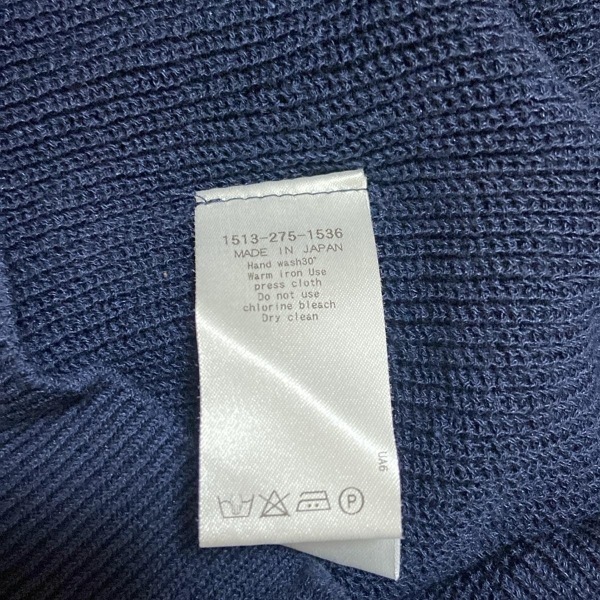 1513-275-1536
MADE IN JAPAN
Hand wash30°
Warm iron Use
press cloth
Do not use
chlorine bleach
Dry clean
P